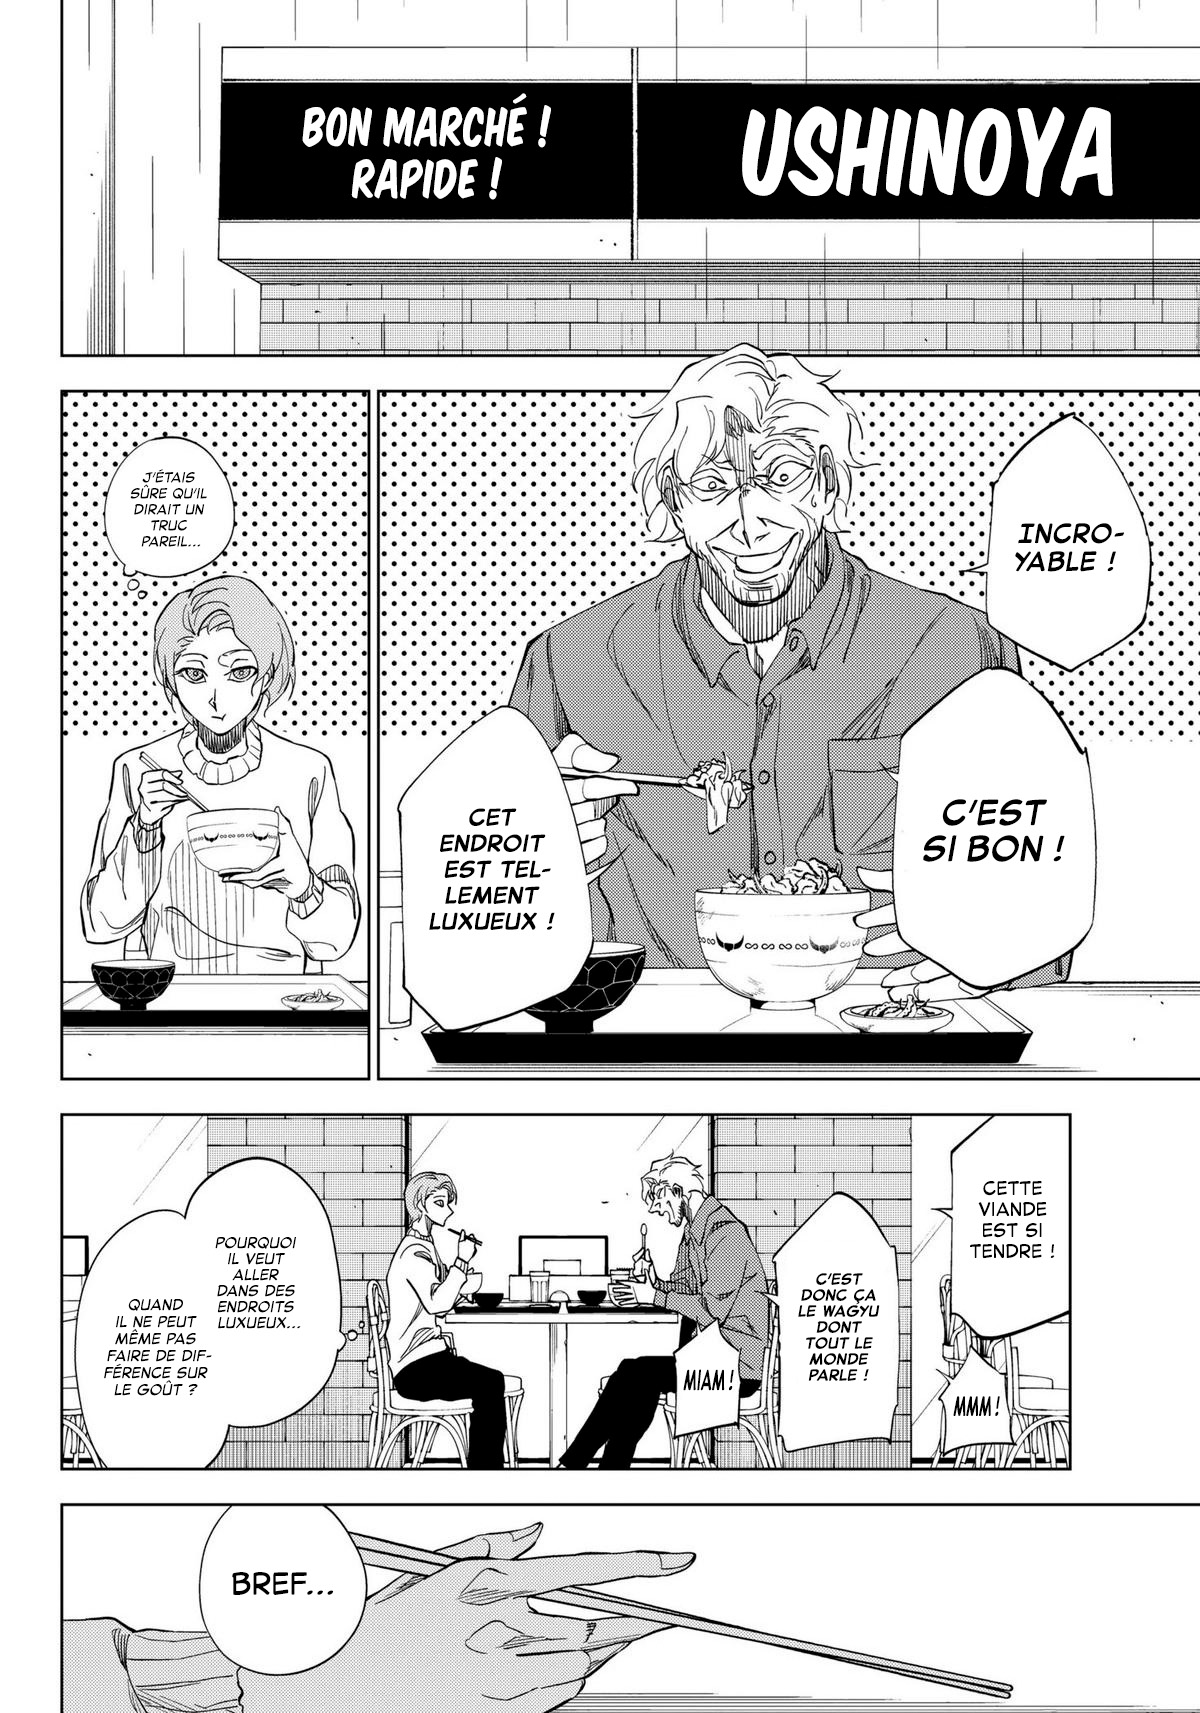 USHINOYA
BON MARCHÉ !
RAPIDE !
INCRO-
YABLE !
C'EST
SI BON !
CET
ENDROIT
EST TEL-
LEMENT
LUXUEUX !
J'ÉTAIS
SÛRE QU'IL
DIRAIT UN
TRUC
PAREIL...
CETTE
VIANDE
EST SI
TENDRE !
MMM !
C'EST
DONC ÇA
LE WAGYU
DONT
TOUT LE
MONDE
PARLE !
MIAM !
POURQUOI
IL VEUT
ALLER
DANS DES
ENDROITS
LUXUEUX...
QUAND
IL NE PEUT
MÊME PAS
FAIRE DE DIF-
FÉRENCE SUR
LE GOÛT ?
BREF...